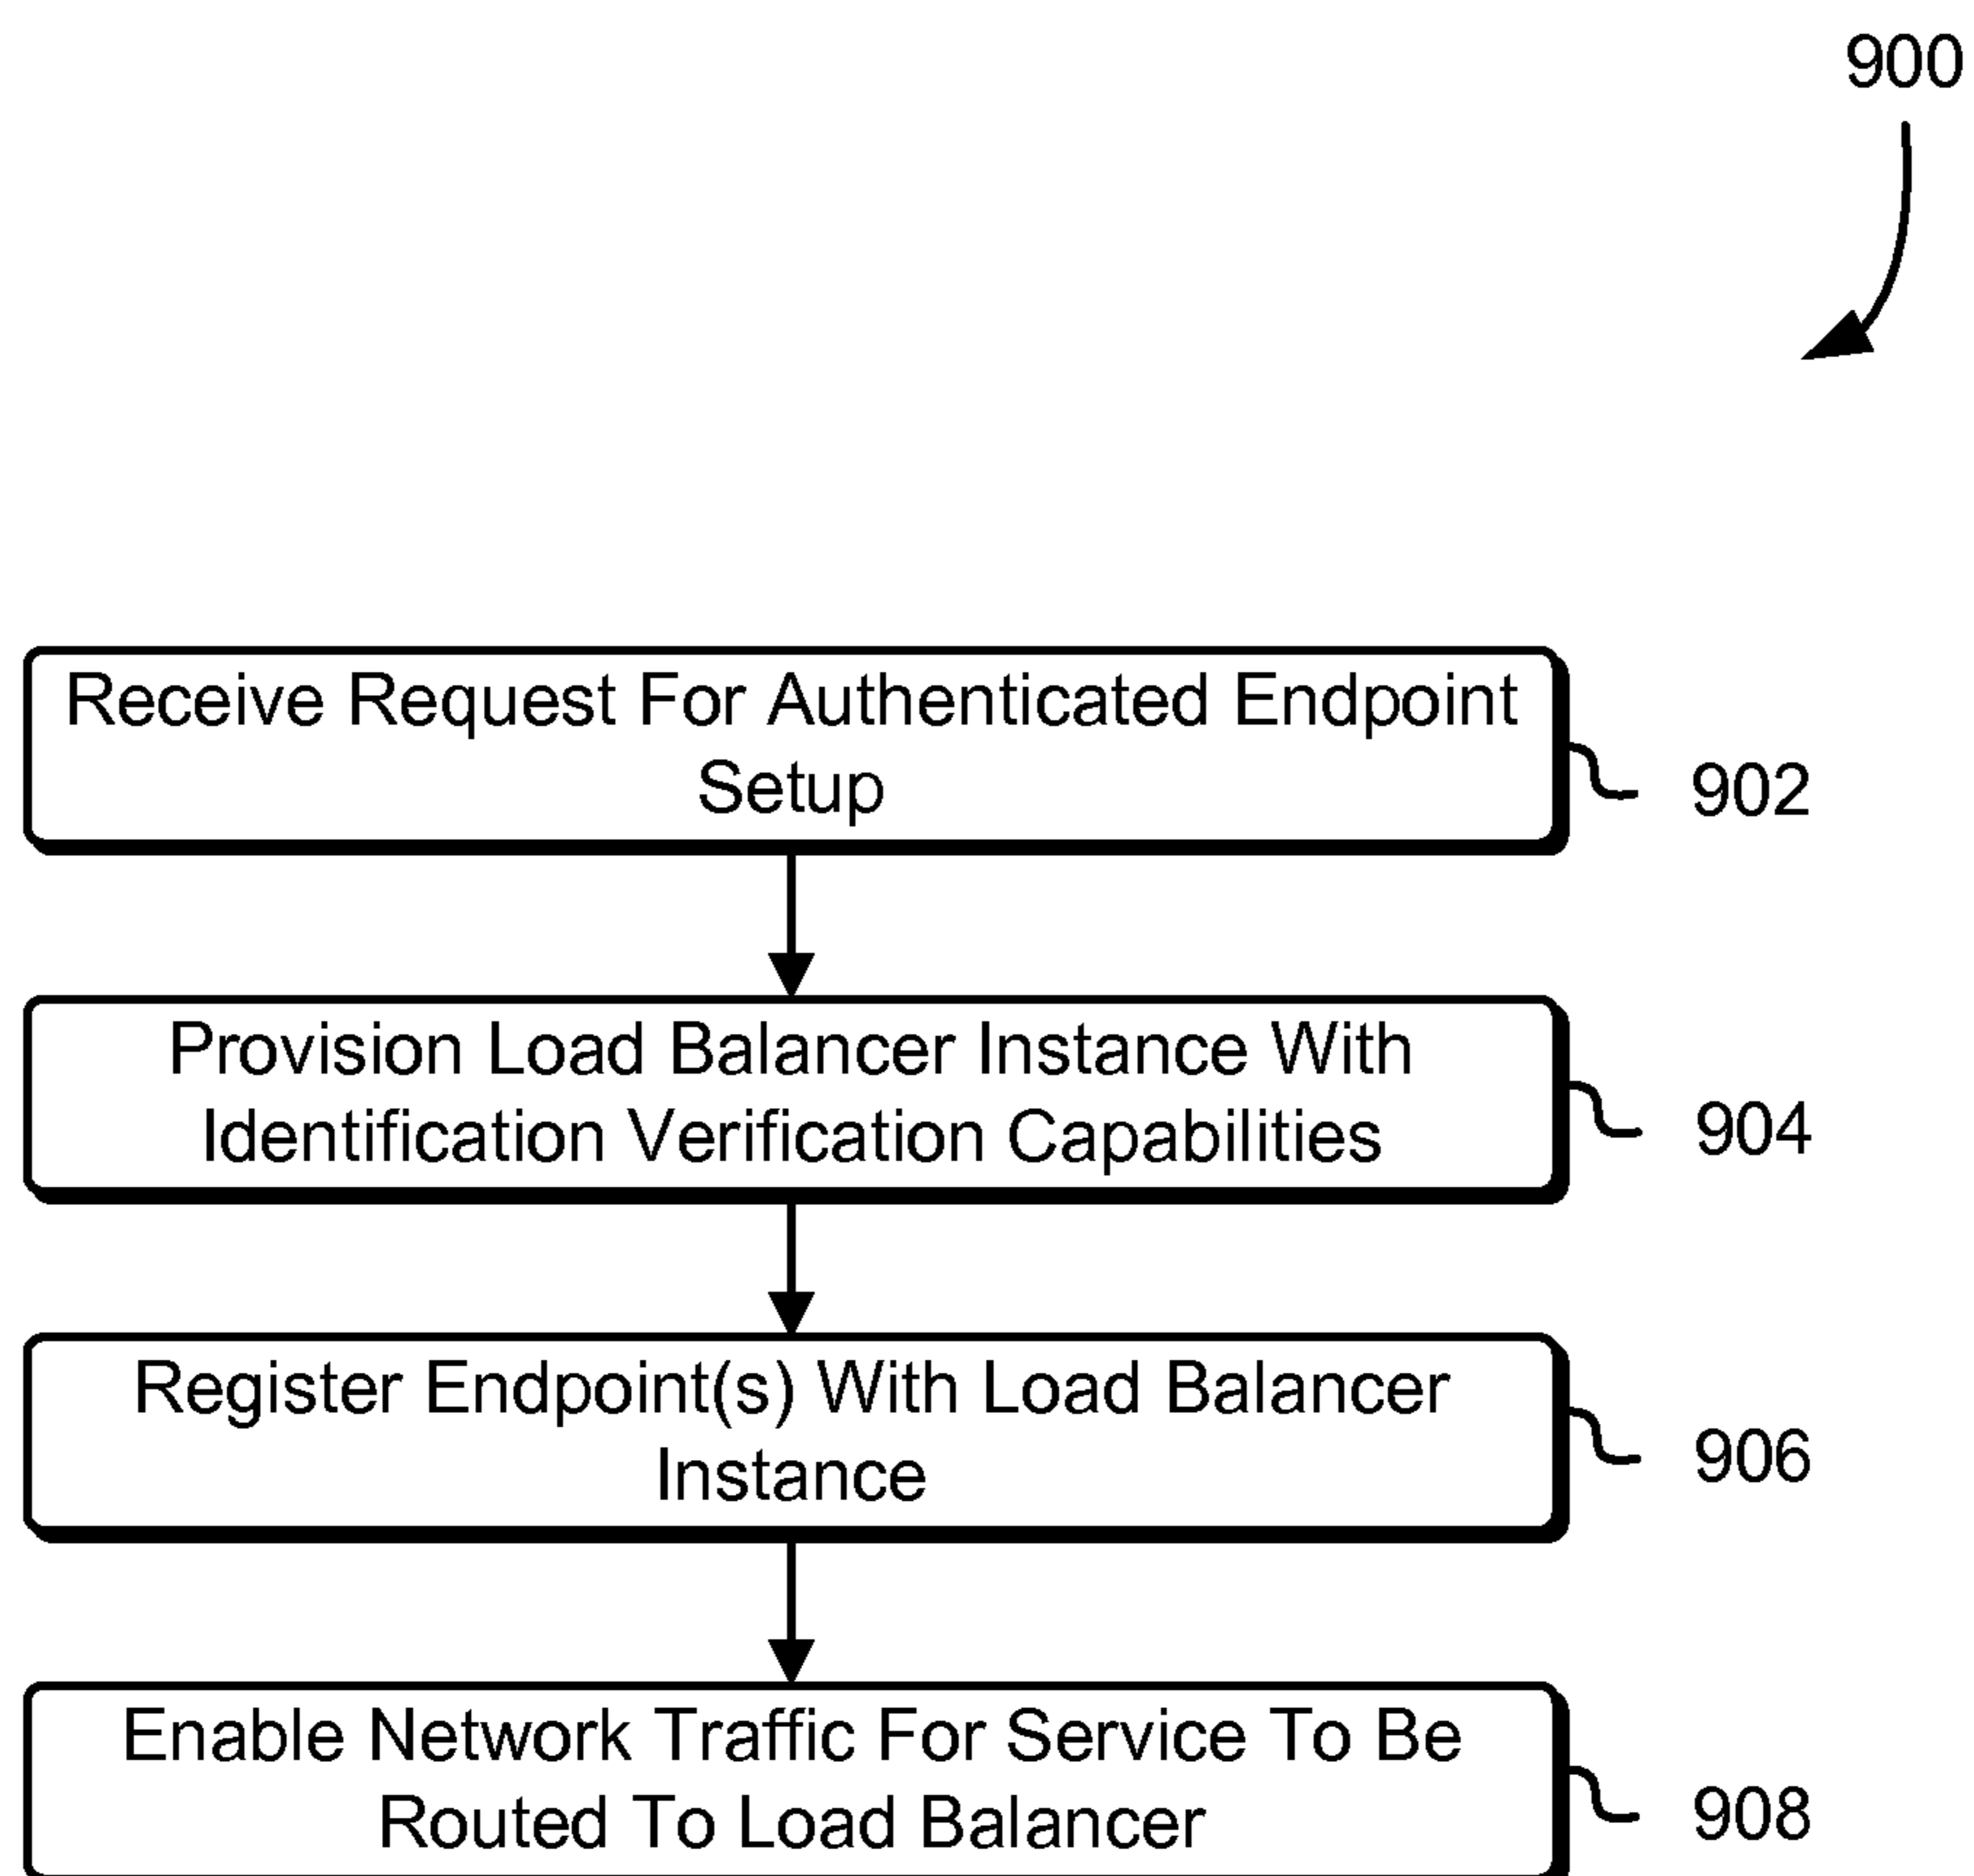 900
Receive Request For Authenticated Endpoint
Setup
902
Provision Load Balancer Instance With
Identification Verification Capabilities
904
Register Endpoint(s) With Load Balancer
Instance
906
Enable Network Traffic For Service To Be
Routed To Load Balancer
908